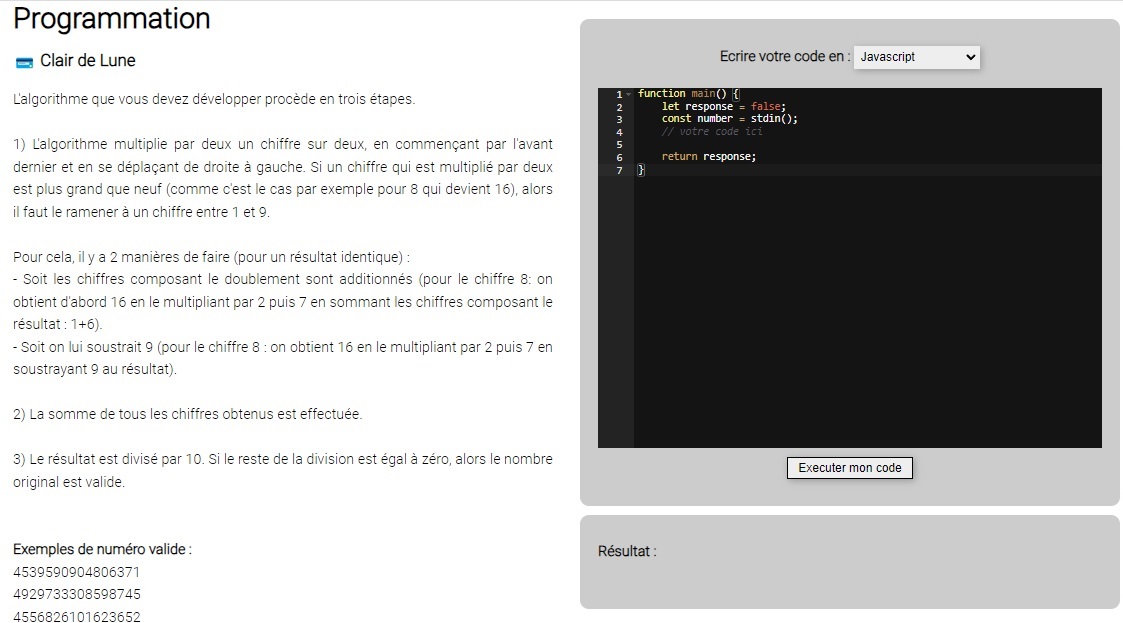 Programmation
Clair de Lune
L'algorithme que vous devez développer procède en trois étapes.
1) L'algorithme multiplie par deux un chiffre sur deux, en commençant par l'avant
dernier et en se déplaçant de droite à gauche. Si un chiffre qui est multiplié par deux
est plus grand que neuf (comme c'est le cas par exemple pour 8 qui devient 16), alors
il faut le ramener à un chiffre entre 1 et 9.
Pour cela, il y a 2 manières de faire (pour un résultat identique) :
- Soit les chiffres composant le doublement sont additionnés (pour le chiffre 8: on
obtient d'abord 16 en le multipliant par 2 puis 7 en sommant les chiffres composant le
résultat : 1+6).
- Soit on lui soustrait 9 (pour le chiffre 8 : on obtient 16 en le multipliant par 2 puis 7 en
soustrayant 9 au résultat).
2) La somme de tous les chiffres obtenus est effectuée.
3) Le résultat est divisé par 10. Si le reste de la division est égal à zéro, alors le nombre
original est valide.
Exemples de numéro valide :
4539590904806371
4929733308598745
4556826101623652
Ecrire votre code en : Javascript
1 function main() {
2 let response = false;
3 const number = stdin();
4 // votre code ici
5
6 return response;
7 }
Executer mon code
Résultat :